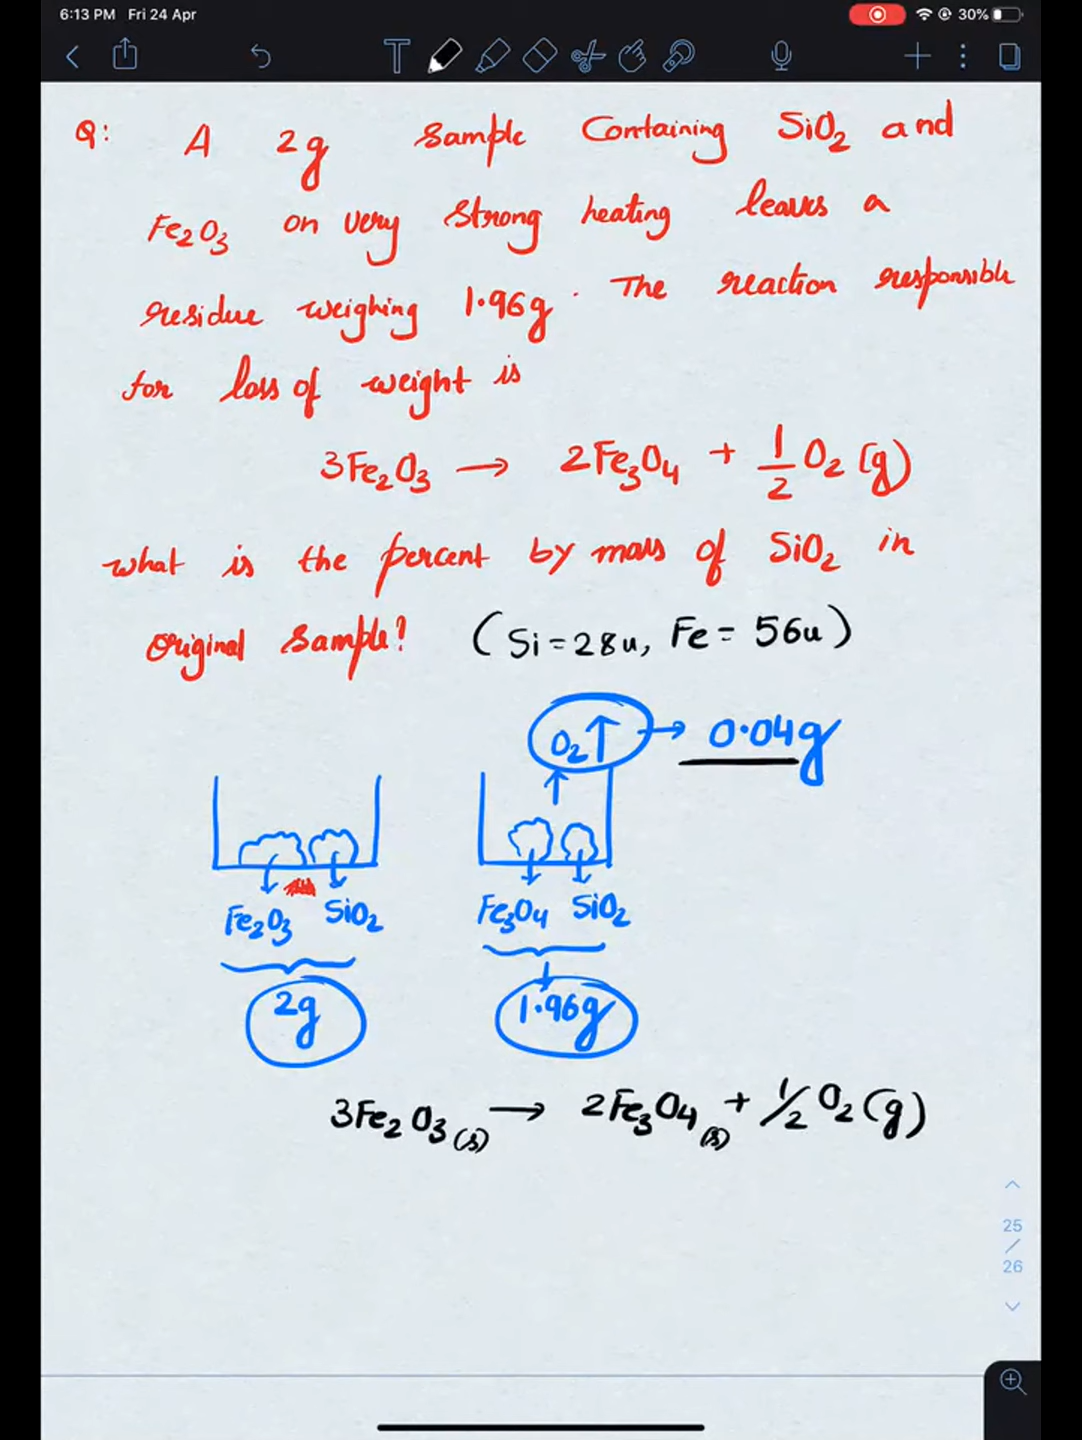 6:13 PM Fri 24 Apr
30%
T
Q: A 2g Sample Containing SiO₂ and
Fe₂O₃ on very Strong heating leaves a
residue weighing 1.96g. The reaction responsible
for loss of weight is
3Fe₂O₃ → 2Fe₃O₄ + 1/2 O₂ (g)
what is the percent by mass of SiO₂ in
Original Sample? (Si = 28u, Fe = 56u)
O₂↑ → 0.04g
Fe₂O₃ SiO₂ Fe₃O₄ SiO₂
2g 1.96g
3Fe₂O₃(s) → 2Fe₃O₄(s) + 1/2 O₂(g)
25
/
26